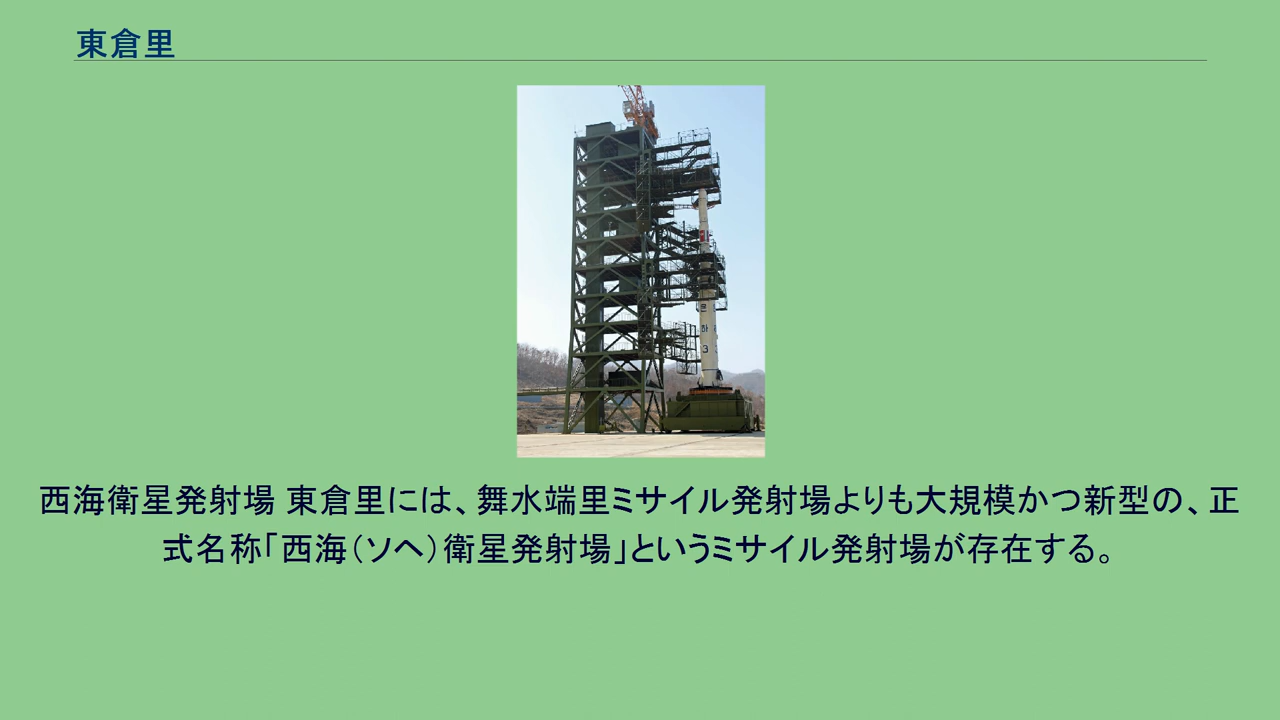 東倉里
하
3
西海衛星発射場 東倉里には、舞水端里ミサイル発射場よりも大規模かつ新型の、正
式名称｢西海（ソヘ）衛星発射場｣というミサイル発射場が存在する。